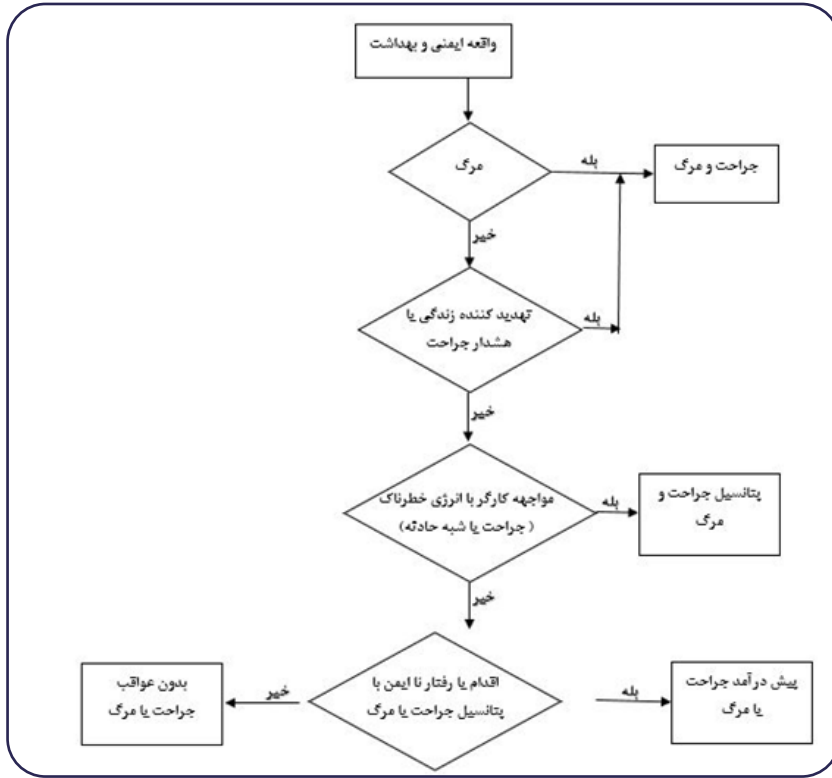 واقعه ایمنی و بهداشت
مرگ
بله
جراحت و مرگ
خیر
تهدید کننده زندگی یا
هشدار جراحت
بله
خیر
مواجهه کارگر با انرژی خطرناک
(جراحت یا شبه حادثه)
بله
پتانسیل جراحت و
مرگ
خیر
اقدام یا رفتار نا ایمن با
پتانسیل جراحت یا مرگ
بله
پیش درآمد جراحت
یا مرگ
خیر
بدون عواقب
جراحت یا مرگ